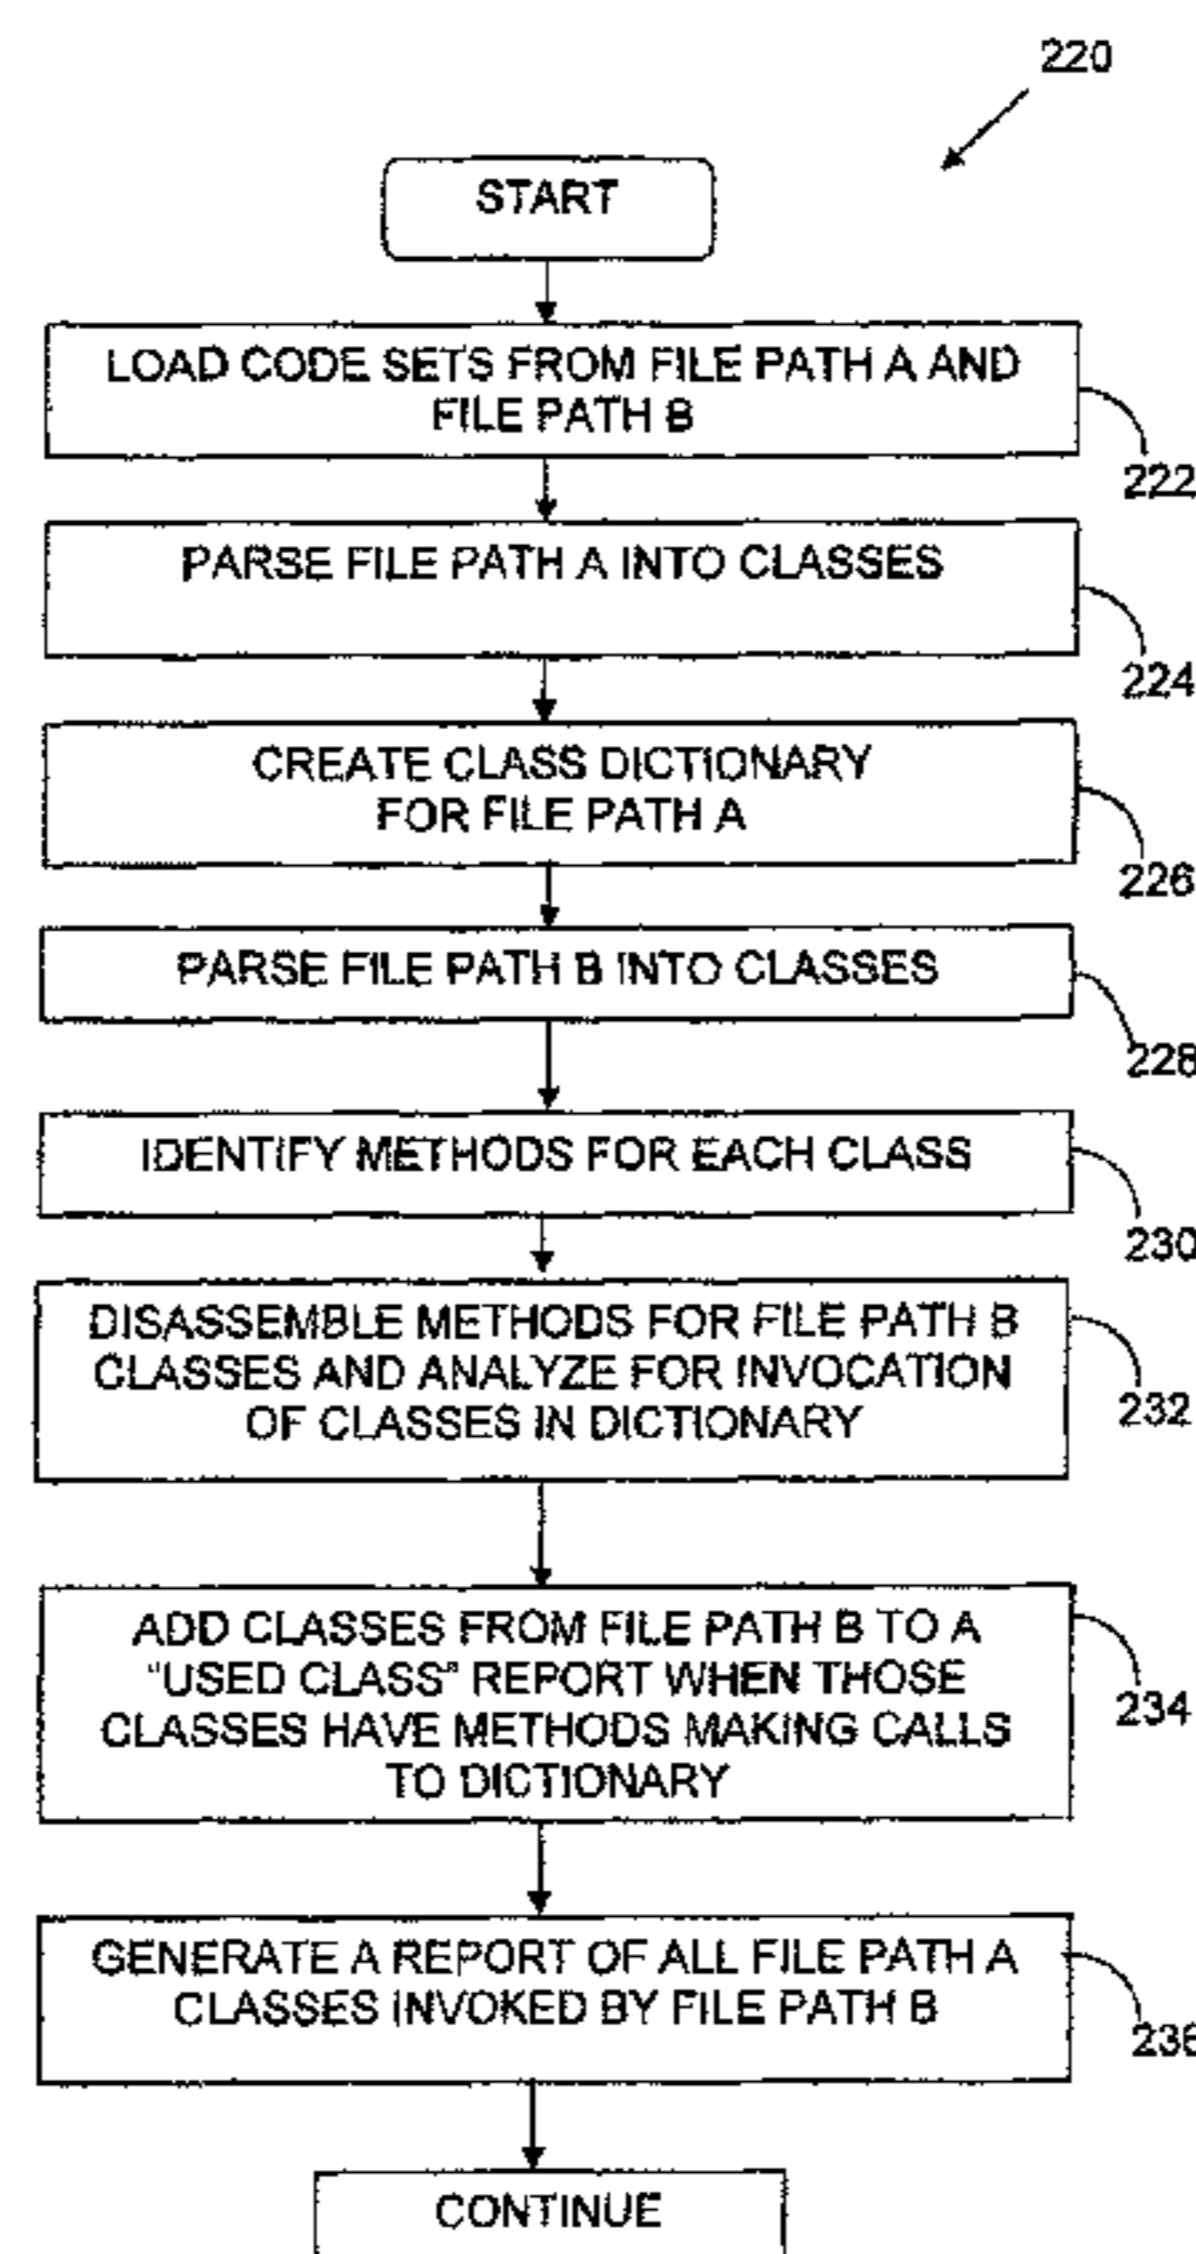 220
START
LOAD CODE SETS FROM FILE PATH A AND
FILE PATH B
222
PARSE FILE PATH A INTO CLASSES
224
CREATE CLASS DICTIONARY
FOR FILE PATH A
226
PARSE FILE PATH B INTO CLASSES
228
IDENTIFY METHODS FOR EACH CLASS
230
DISASSEMBLE METHODS FOR FILE PATH B
CLASSES AND ANALYZE FOR INVOCATION
OF CLASSES IN DICTIONARY
232
ADD CLASSES FROM FILE PATH B TO A
"USED CLASS" REPORT WHEN THOSE
CLASSES HAVE METHODS MAKING CALLS
TO DICTIONARY
234
GENERATE A REPORT OF ALL FILE PATH A
CLASSES INVOKED BY FILE PATH B
236
CONTINUE